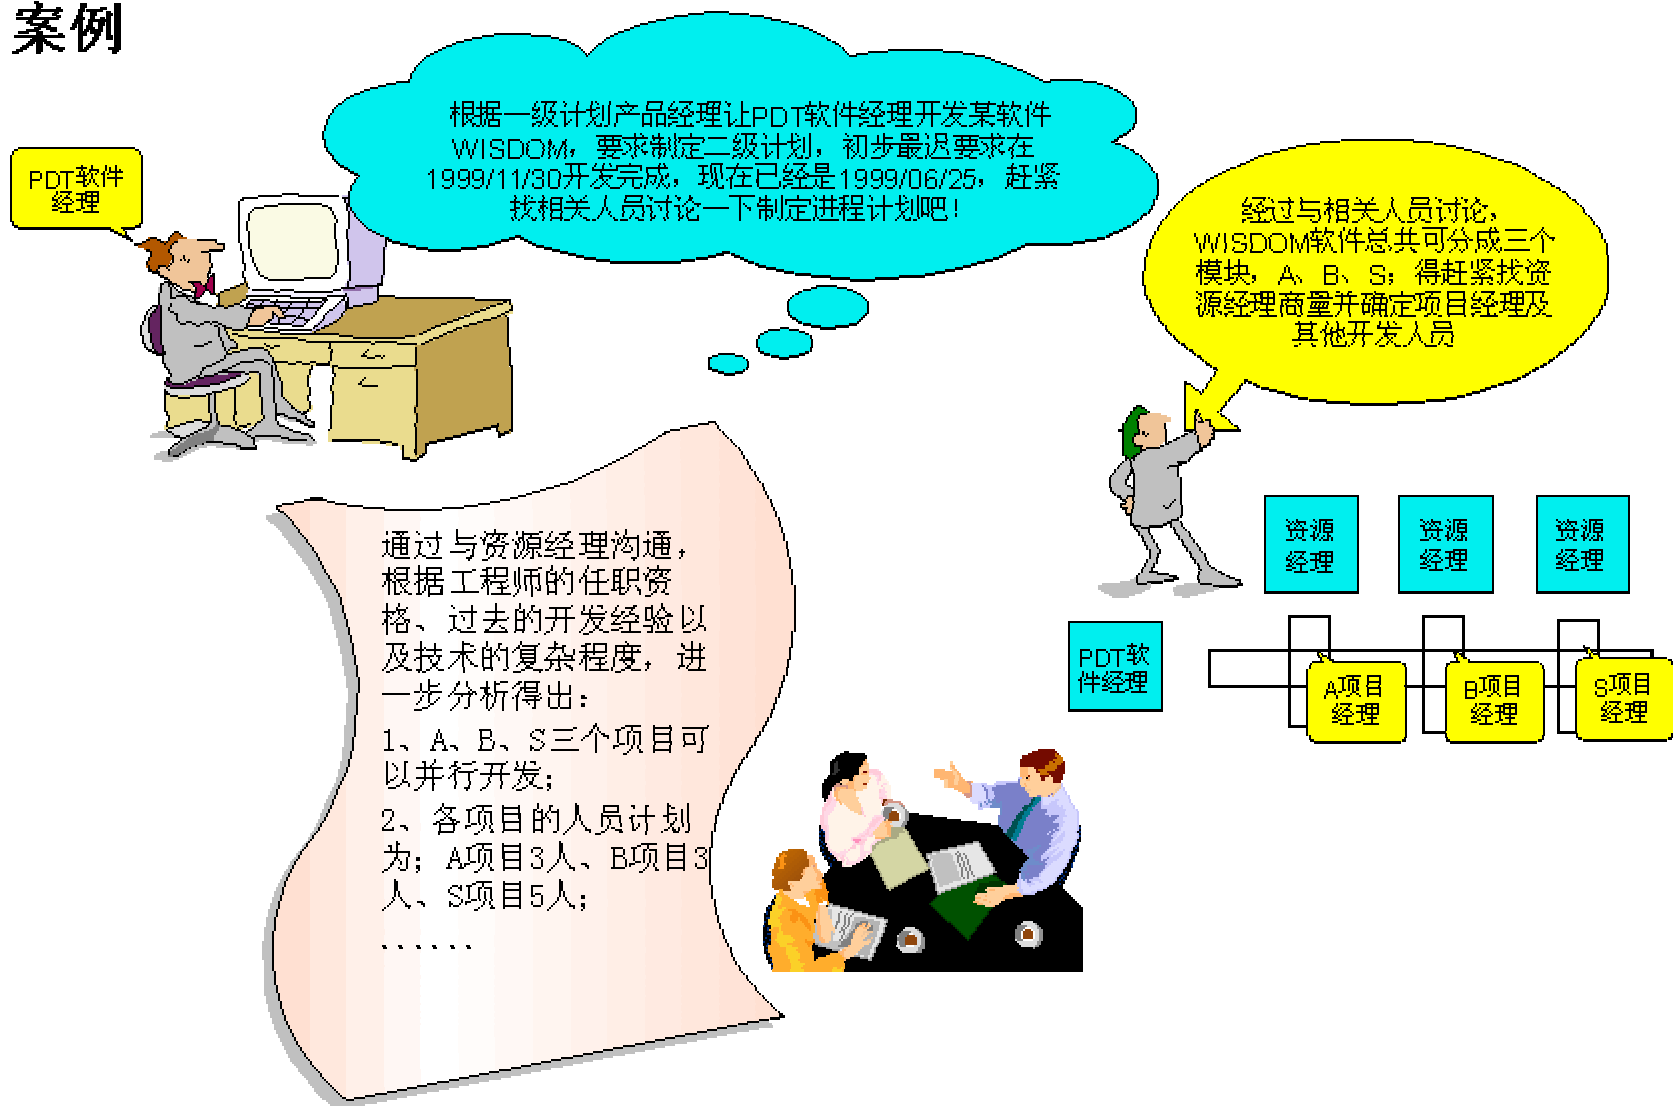 案例
PDT软件
经理
根据一级计划产品经理让PDT软件经理开发某软件
WISDOM，要求制定二级计划，初步最迟要求在
1999/11/30开发完成，现在已经是1999/06/25，赶紧
找相关人员讨论一下制定进程计划吧！
经过与相关人员讨论，
WISDOM软件总共可分成三个
模块，A、B、S；得赶紧找资
源经理商量并确定项目经理及
其他开发人员
通过与资源经理沟通，
根据工程师的任职资
格、过去的开发经验以
及技术的复杂程度，进
一步分析得出：
1、A、B、S三个项目可
以并行开发；
2、各项目的人员计划
为；A项目3人、B项目3
人、S项目5人；
......
资源
经理
资源
经理
资源
经理
PDT软
件经理
A项目
经理
B项目
经理
S项目
经理